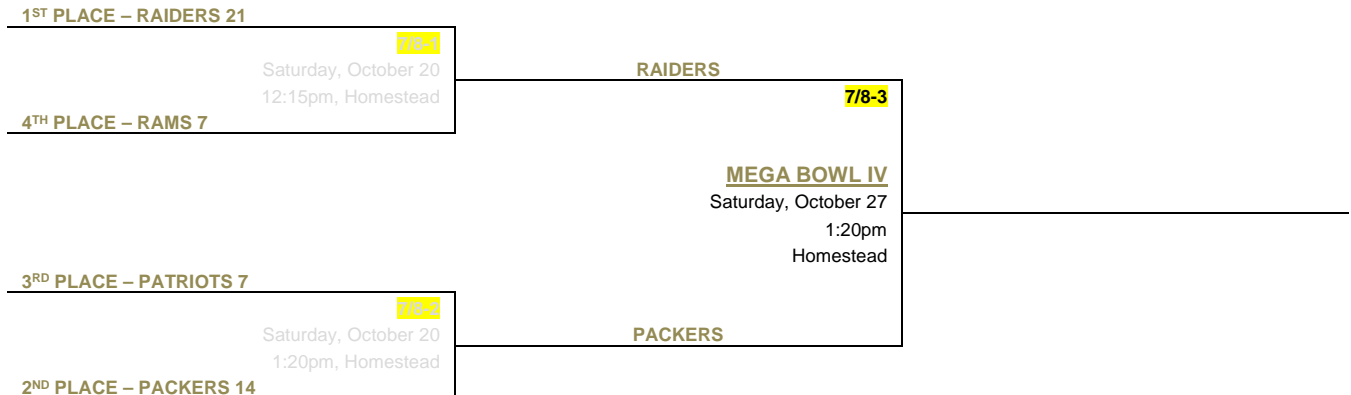 1ST PLACE – RAIDERS 21
7/8-1
Saturday, October 20
12:15pm, Homestead
4TH PLACE – RAMS 7
RAIDERS
7/8-3
MEGA BOWL IV
Saturday, October 27
1:20pm
Homestead
3RD PLACE – PATRIOTS 7
7/8-2
Saturday, October 20
1:20pm, Homestead
2ND PLACE – PACKERS 14
PACKERS